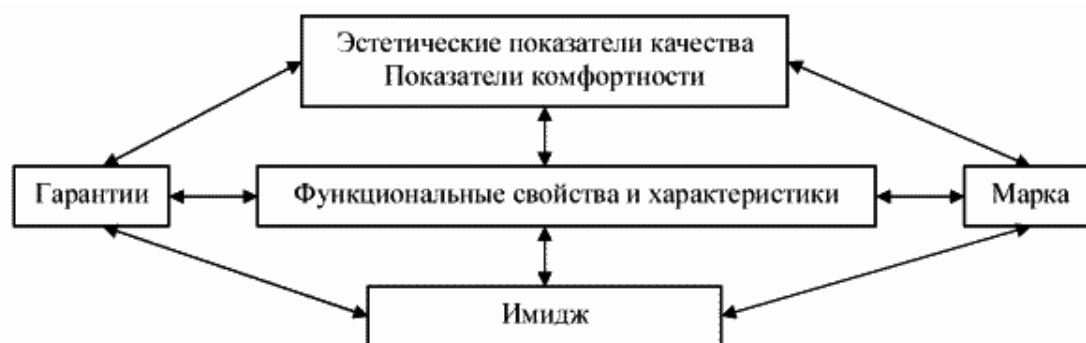 Эстетические показатели качества
Показатели комфортности
Гарантии
Функциональные свойства и характеристики
Марка
Имидж